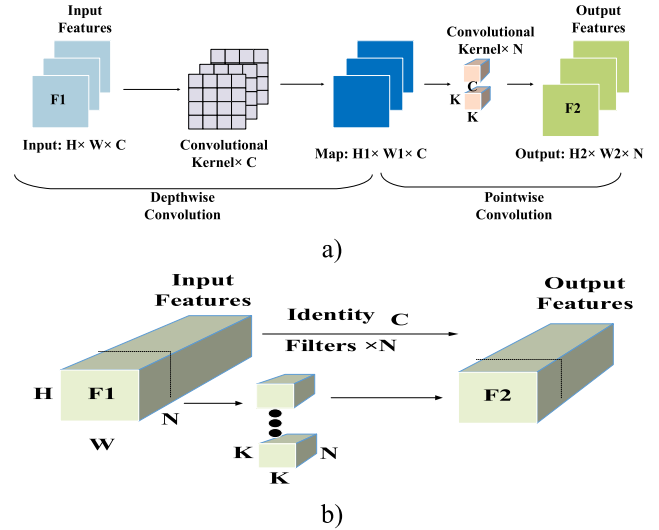 Input
Features
F1
Input: H× W× C
Convolutional
Kernel× C
Map: H1× W1× C
Convolutional
Kernel× N
C
K
K
Output
Features
F2
Output: H2× W2× N
Depthwise
Convolution
Pointwise
Convolution
a)
Input
Features
Identity C
Filters ×N
Output
Features
H
F1
N
W
K
N
K
F2
b)